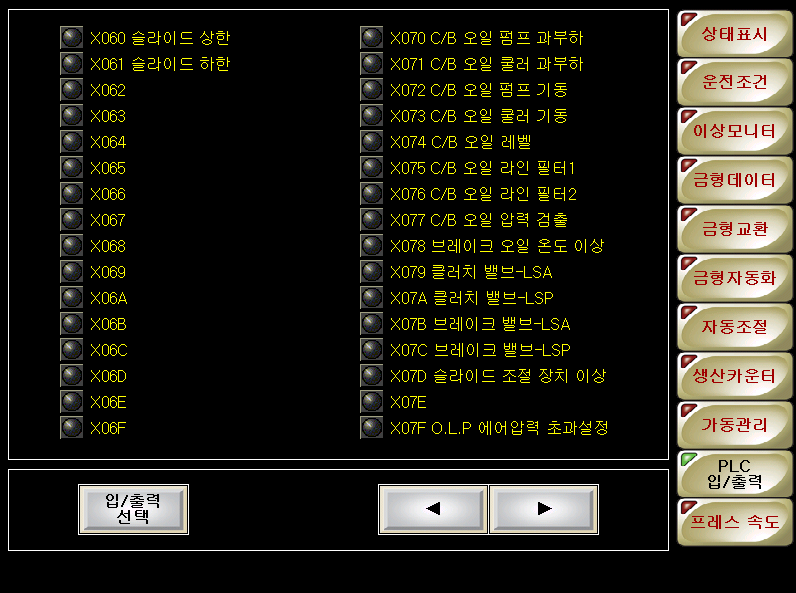 X060 슬라이드 상한
X061 슬라이드 하한
X062
X063
X064
X065
X066
X067
X068
X069
X06A
X06B
X06C
X06D
X06E
X06F
X070 C/B 오일 펌프 과부하
X071 C/B 오일 쿨러 과부하
X072 C/B 오일 펌프 기동
X073 C/B 오일 쿨러 기동
X074 C/B 오일 레벨
X075 C/B 오일 라인 필터1
X076 C/B 오일 라인 필터2
X077 C/B 오일 압력 검출
X078 브레이크 오일 온도 이상
X079 클러치 밸브-LSA
X07A 클러치 밸브-LSP
X07B 브레이크 밸브-LSA
X07C 브레이크 밸브-LSP
X07D 슬라이드 조절 장치 이상
X07E
X07F O.L.P 에어압력 초과설정
입/출력
선택
◀
▶
상태표시
운전조건
이상모니터
금형데이터
금형교환
금형자동화
자동조절
생산카운터
가동관리
PLC
입/출력
프레스 속도